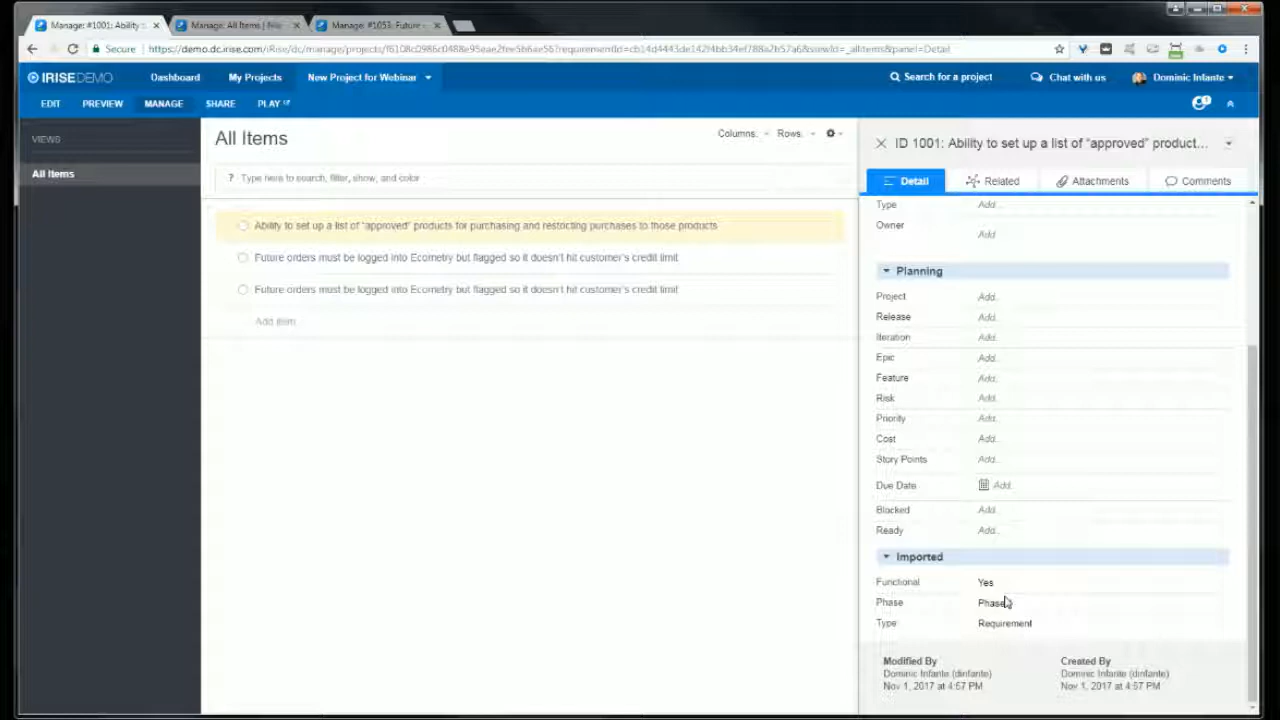 Manage: #1001: Ability s
Manage: All Items |
Manage: #1053: Future
Secure
IRISEDEMO
Dashboard
My Projects
New Project for Webinar
Search for a project
Chat with us
Dominic Infante
EDIT
PREVIEW
MANAGE
SHARE
PLAY
VIEWS
All Items
All Items
Columns:
Rows:
? Type here to search, filter, show, and color
Ability to set up a list of "approved" products for purchasing and restocting purchases to those products
Future orders must be logged into Ecometry but flagged so it doesn't hit customer's credit limit
Future orders must be logged into Ecometry but flagged so it doesn't hit customer's credit limit
Add item
ID 1001: Ability to set up a list of "approved" product...
Detail
Related
Attachments
Comments
Type Add..
Owner Add
Planning
Project Add..
Release Add..
Iteration Add..
Epic Add..
Feature Add..
Risk Add..
Priority Add..
Cost Add..
Story Points Add..
Due Date Add..
Blocked Add..
Ready Add..
Imported
Functional Yes
Phase Phase
Type Requirement
Modified By
Dominic Infante (dinfante)
Nov 1, 2017 at 4:57 PM
Created By
Dominic Infante (dinfante)
Nov 1, 2017 at 4:57 PM